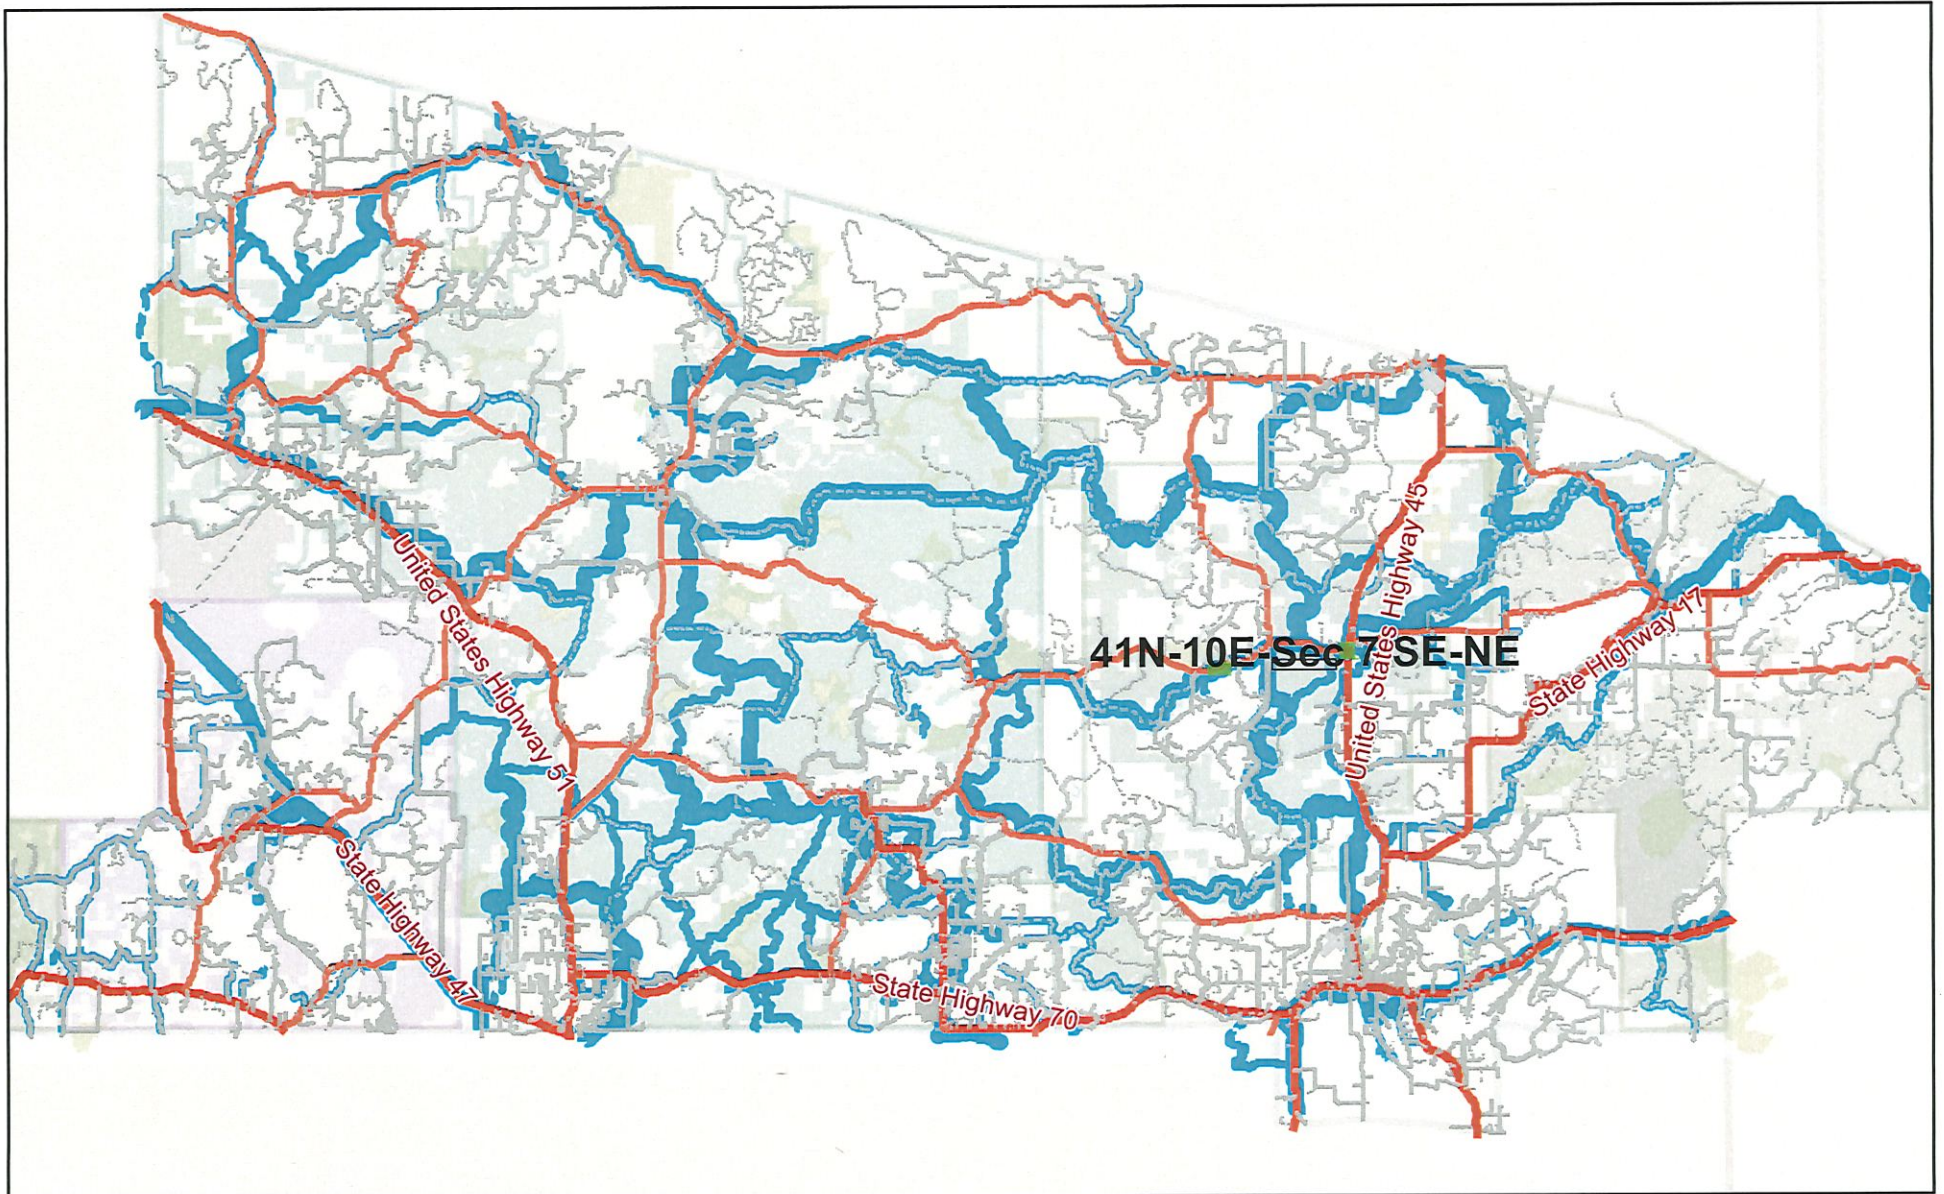 United States Highway 51
United States Highway 45
41N-10E-Sec 7 SE-NE
State Highway 17
State Highway 47
State Highway 70